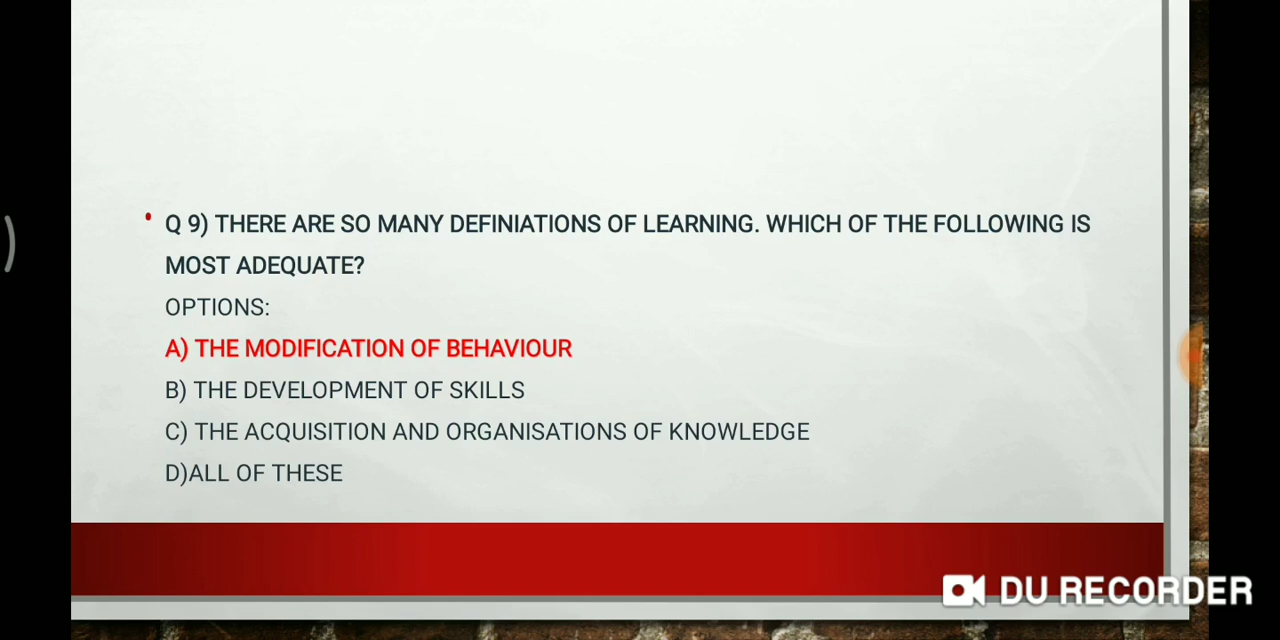 Q 9) THERE ARE SO MANY DEFINIATIONS OF LEARNING. WHICH OF THE FOLLOWING IS
MOST ADEQUATE?
OPTIONS:
A) THE MODIFICATION OF BEHAVIOUR
B) THE DEVELOPMENT OF SKILLS
C) THE ACQUISITION AND ORGANISATIONS OF KNOWLEDGE
D)ALL OF THESE
DU RECORDER